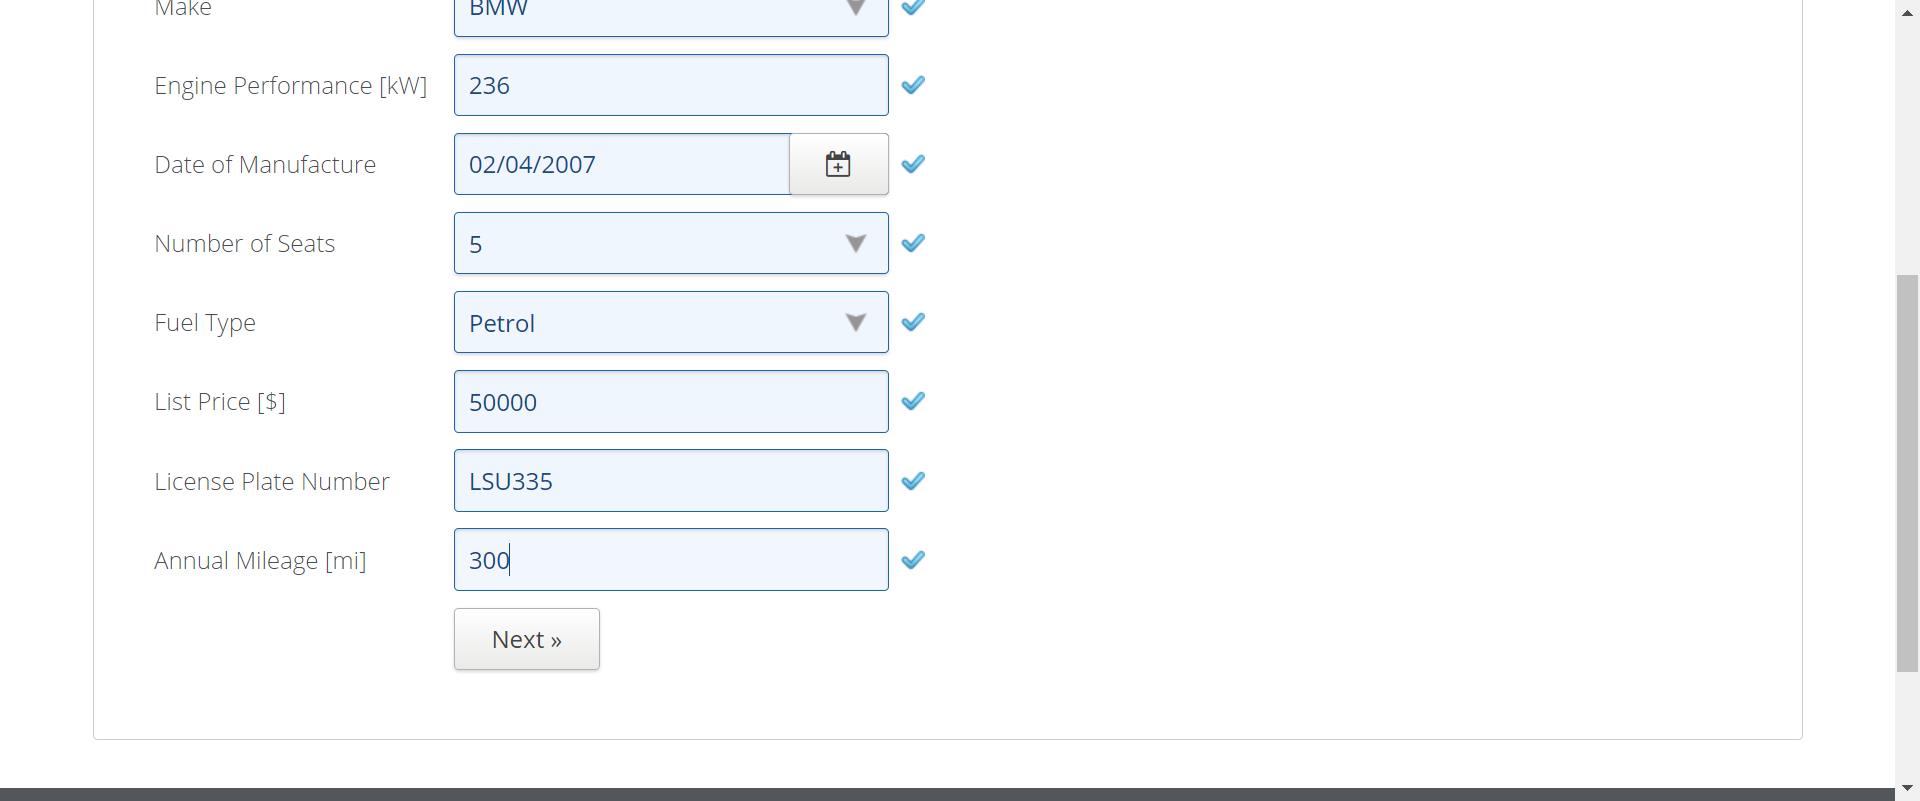 Make BMW
Engine Performance [kW] 236
Date of Manufacture 02/04/2007
Number of Seats 5
Fuel Type Petrol
List Price [$] 50000
License Plate Number LSU335
Annual Mileage [mi] 300
Next »